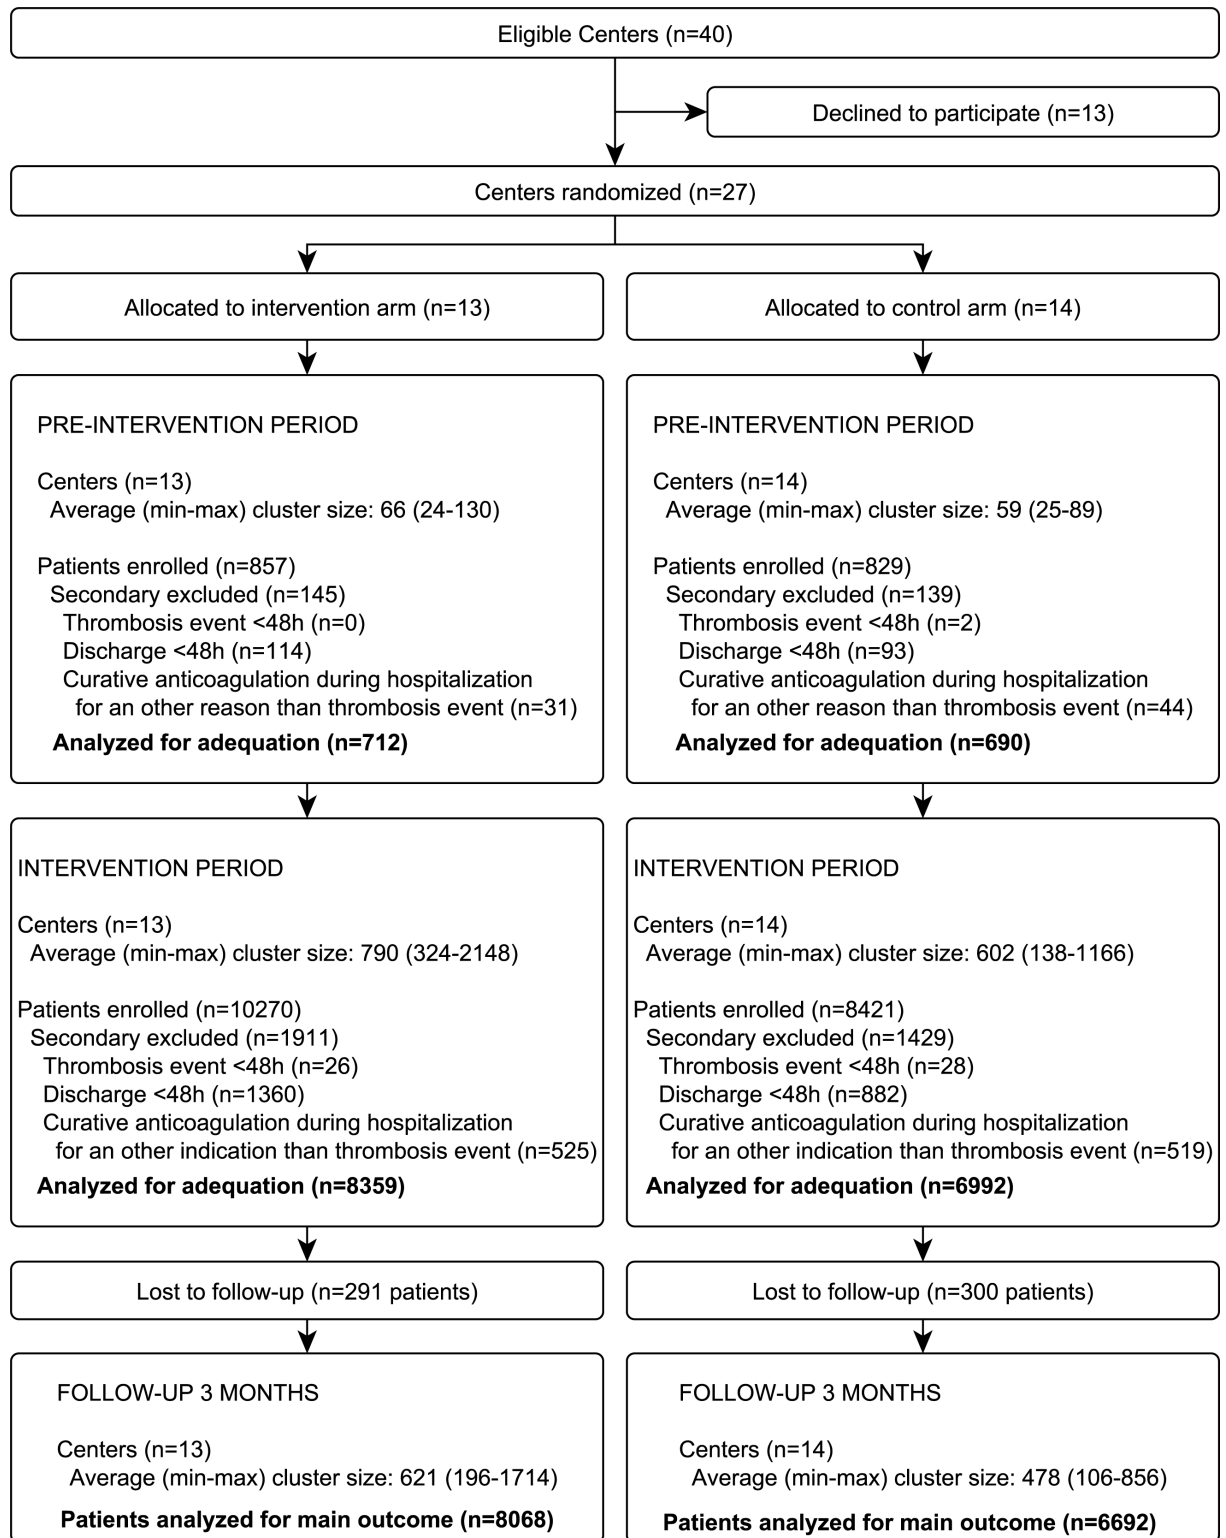 Eligible Centers (n=40)
Declined to participate (n=13)
Centers randomized (n=27)
Allocated to intervention arm (n=13)
Allocated to control arm (n=14)
PRE-INTERVENTION PERIOD
Centers (n=13)
Average (min-max) cluster size: 66 (24-130)
Patients enrolled (n=857)
Secondary excluded (n=145)
Thrombosis event <48h (n=0)
Discharge <48h (n=114)
Curative anticoagulation during hospitalization
for an other reason than thrombosis event (n=31)
Analyzed for adequation (n=712)
PRE-INTERVENTION PERIOD
Centers (n=14)
Average (min-max) cluster size: 59 (25-89)
Patients enrolled (n=829)
Secondary excluded (n=139)
Thrombosis event <48h (n=2)
Discharge <48h (n=93)
Curative anticoagulation during hospitalization
for an other reason than thrombosis event (n=44)
Analyzed for adequation (n=690)
INTERVENTION PERIOD
Centers (n=13)
Average (min-max) cluster size: 790 (324-2148)
Patients enrolled (n=10270)
Secondary excluded (n=1911)
Thrombosis event <48h (n=26)
Discharge <48h (n=1360)
Curative anticoagulation during hospitalization
for an other indication than thrombosis event (n=525)
Analyzed for adequation (n=8359)
INTERVENTION PERIOD
Centers (n=14)
Average (min-max) cluster size: 602 (138-1166)
Patients enrolled (n=8421)
Secondary excluded (n=1429)
Thrombosis event <48h (n=28)
Discharge <48h (n=882)
Curative anticoagulation during hospitalization
for an other indication than thrombosis event (n=519)
Analyzed for adequation (n=6992)
Lost to follow-up (n=291 patients)
Lost to follow-up (n=300 patients)
FOLLOW-UP 3 MONTHS
Centers (n=13)
Average (min-max) cluster size: 621 (196-1714)
Patients analyzed for main outcome (n=8068)
FOLLOW-UP 3 MONTHS
Centers (n=14)
Average (min-max) cluster size: 478 (106-856)
Patients analyzed for main outcome (n=6692)